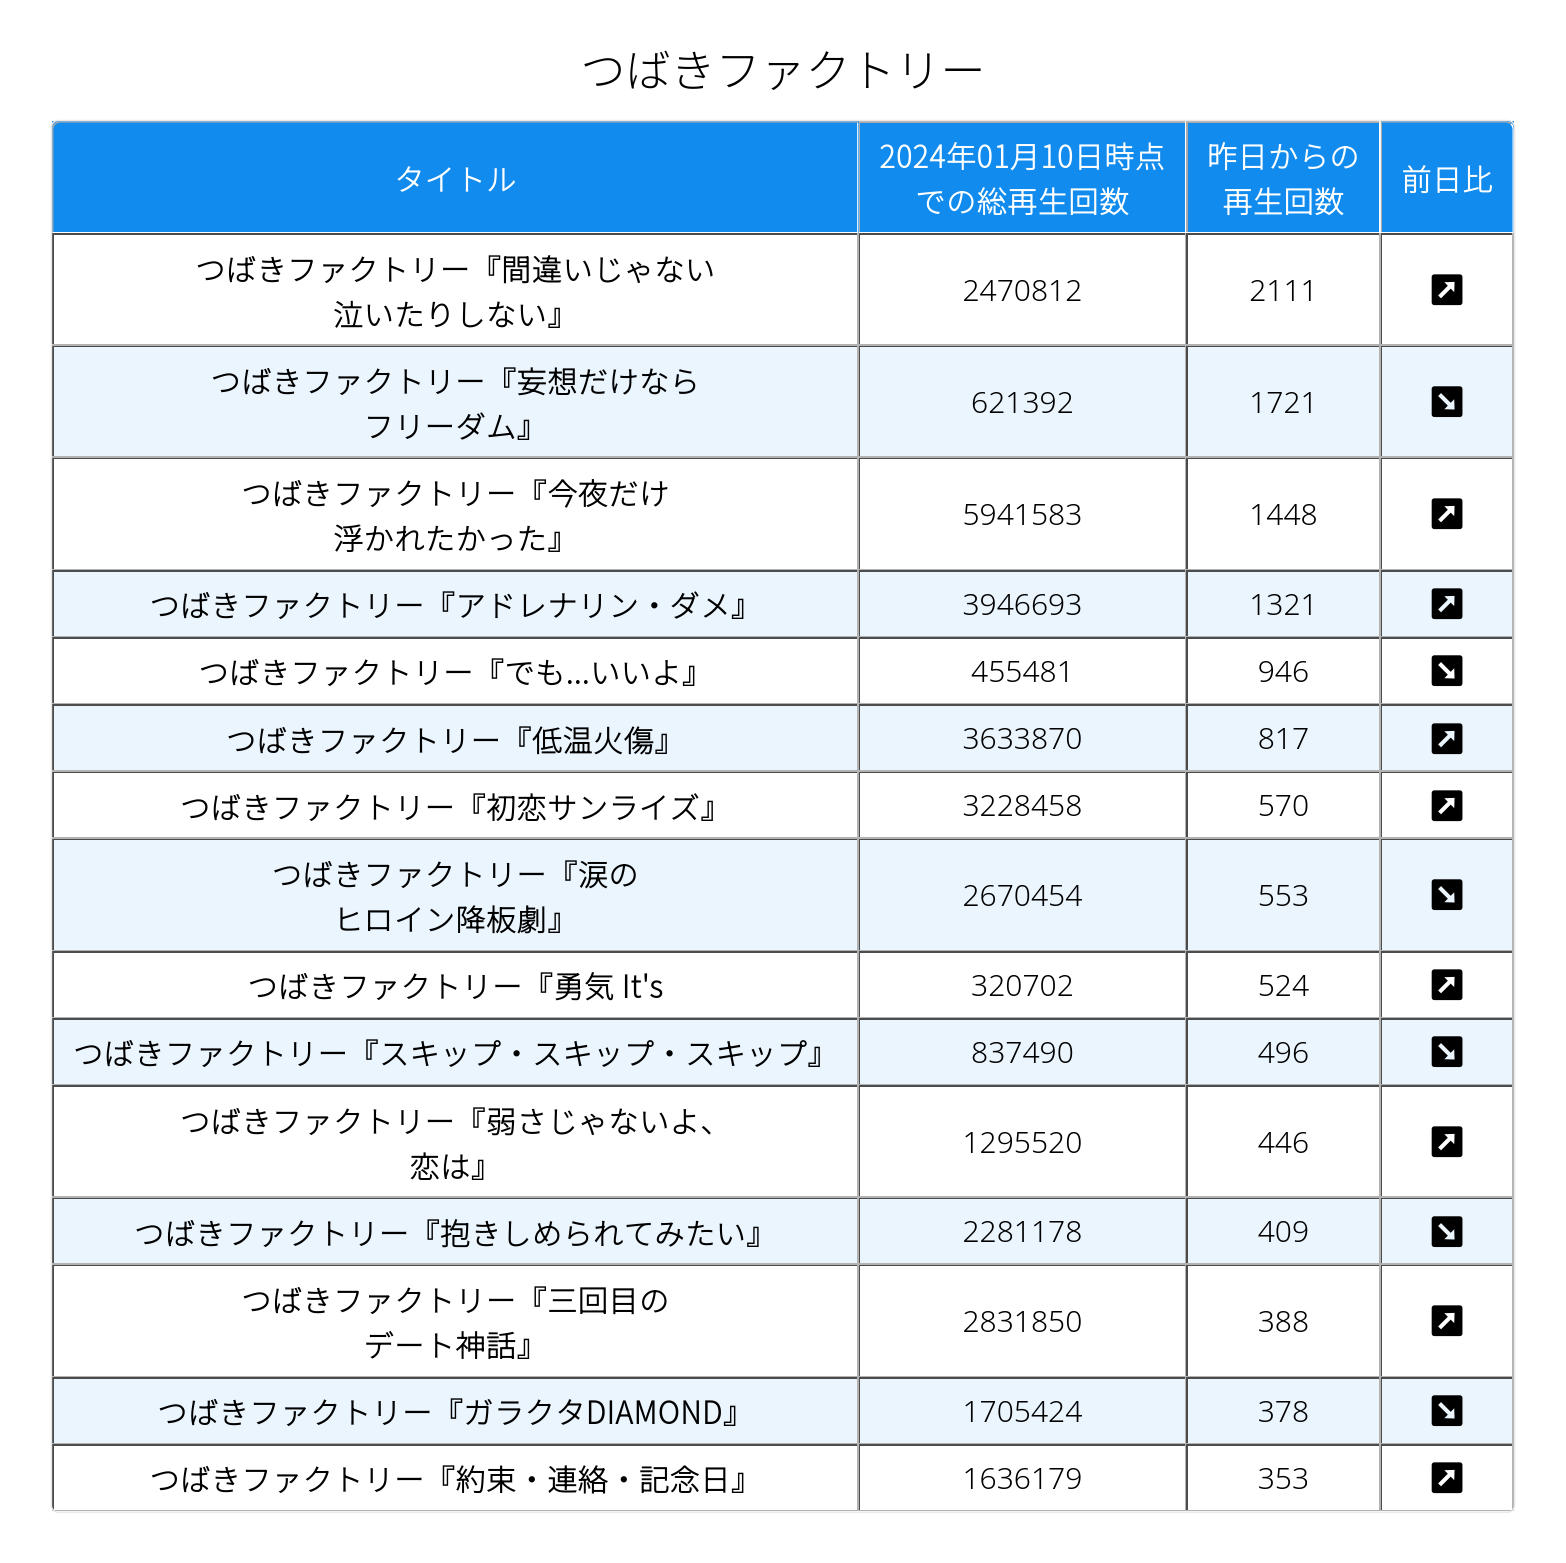 つばきファクトリー
タイトル
2024年01月10日時点
での総再生回数
昨日からの
再生回数
前日比
つばきファクトリー『間違いじゃない
泣いたりしない』
2470812
2111
つばきファクトリー『妄想だけなら
フリーダム』
621392
1721
つばきファクトリー『今夜だけ
浮かれたかった』
5941583
1448
つばきファクトリー『アドレナリン・ダメ』
3946693
1321
つばきファクトリー『でも...いいよ』
455481
946
つばきファクトリー『低温火傷』
3633870
817
つばきファクトリー『初恋サンライズ』
3228458
570
つばきファクトリー『涙の
ヒロイン降板劇』
2670454
553
つばきファクトリー『勇気 It's
320702
524
つばきファクトリー『スキップ・スキップ・スキップ』
837490
496
つばきファクトリー『弱さじゃないよ、
恋は』
1295520
446
つばきファクトリー『抱きしめられてみたい』
2281178
409
つばきファクトリー『三回目の
デート神話』
2831850
388
つばきファクトリー『ガラクタDIAMOND』
1705424
378
つばきファクトリー『約束・連絡・記念日』
1636179
353